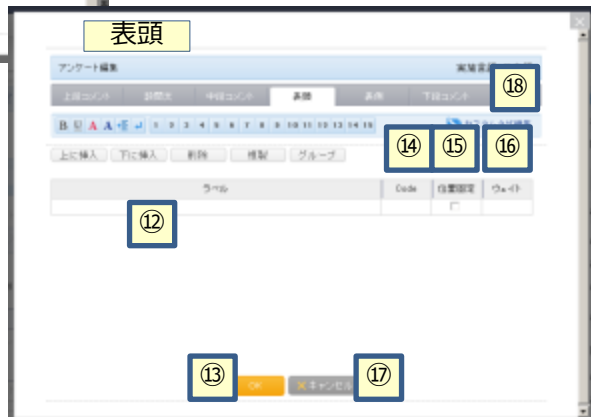 表頭
アンケート編集
⑱
上段コメント 設問文 中段コメント 表頭 表側 下段コメント
B U A A 1 2 3 4 5 6 7 8 9 10 11 12 13 14 15
上に挿入 下に挿入 削除 複製 グループ ⑭ ⑮ ⑯
ラベル Code 位置固定 ウェイト
⑫
⑬ OK × キャンセル ⑰